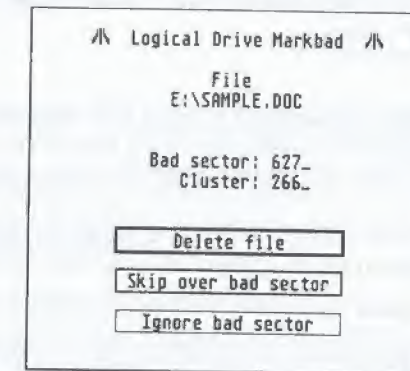 Logical Drive Markbad
File
E:\SAMPLE.DOC
Bad sector: 627_
Cluster: 266_
Delete file
Skip over bad sector
Ignore bad sector